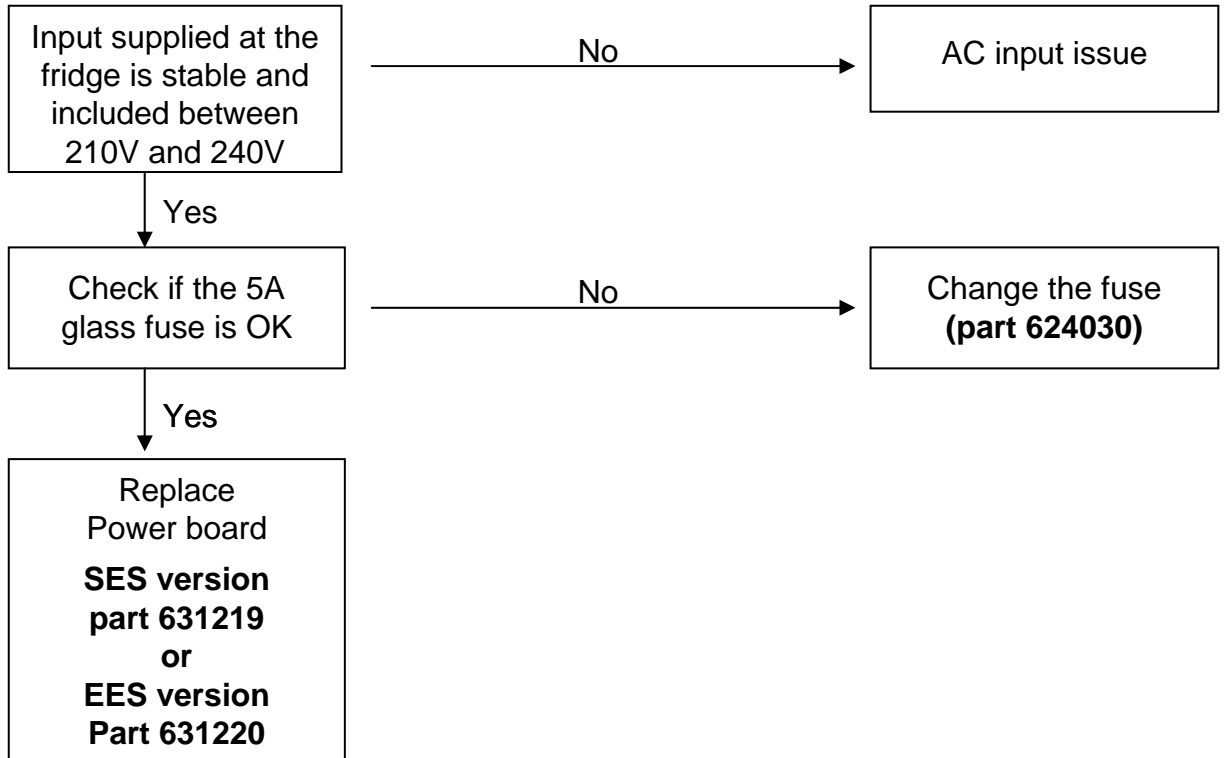 Input supplied at the
fridge is stable and
included between
210V and 240V
No
AC input issue
Yes
Check if the 5A
glass fuse is OK
No
Change the fuse
(part 624030)
Yes
Replace
Power board
SES version
part 631219
or
EES version
Part 631220